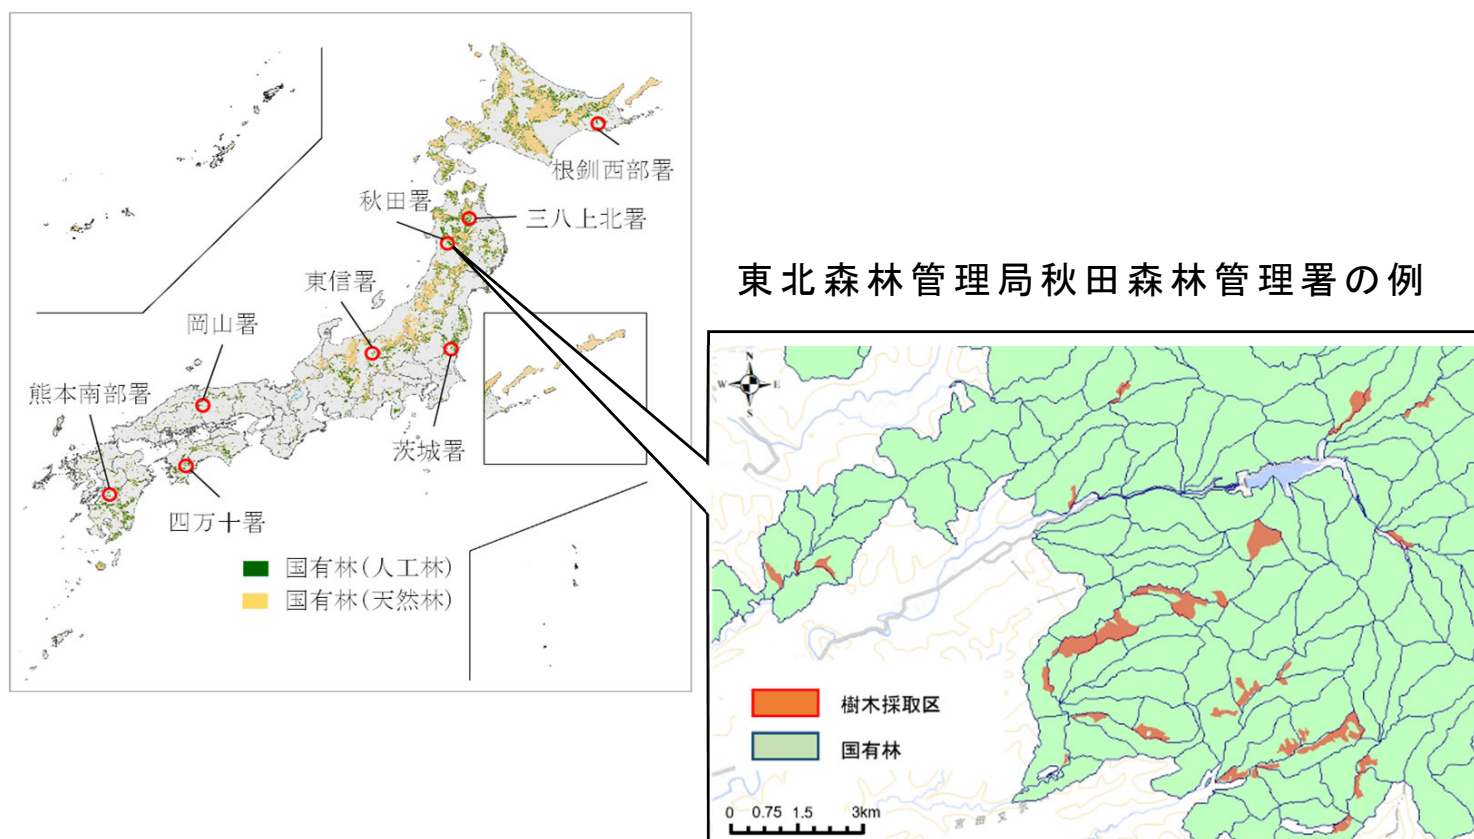 根釧西部署
秋田署
三八上北署
東信署
岡山署
熊本南部署
茨城署
四万十署
国有林(人工林)
国有林(天然林)
東北森林管理局秋田森林管理署の例
N
W
E
S
樹木採取区
国有林
0 0.75 1.5 3km
宮田又